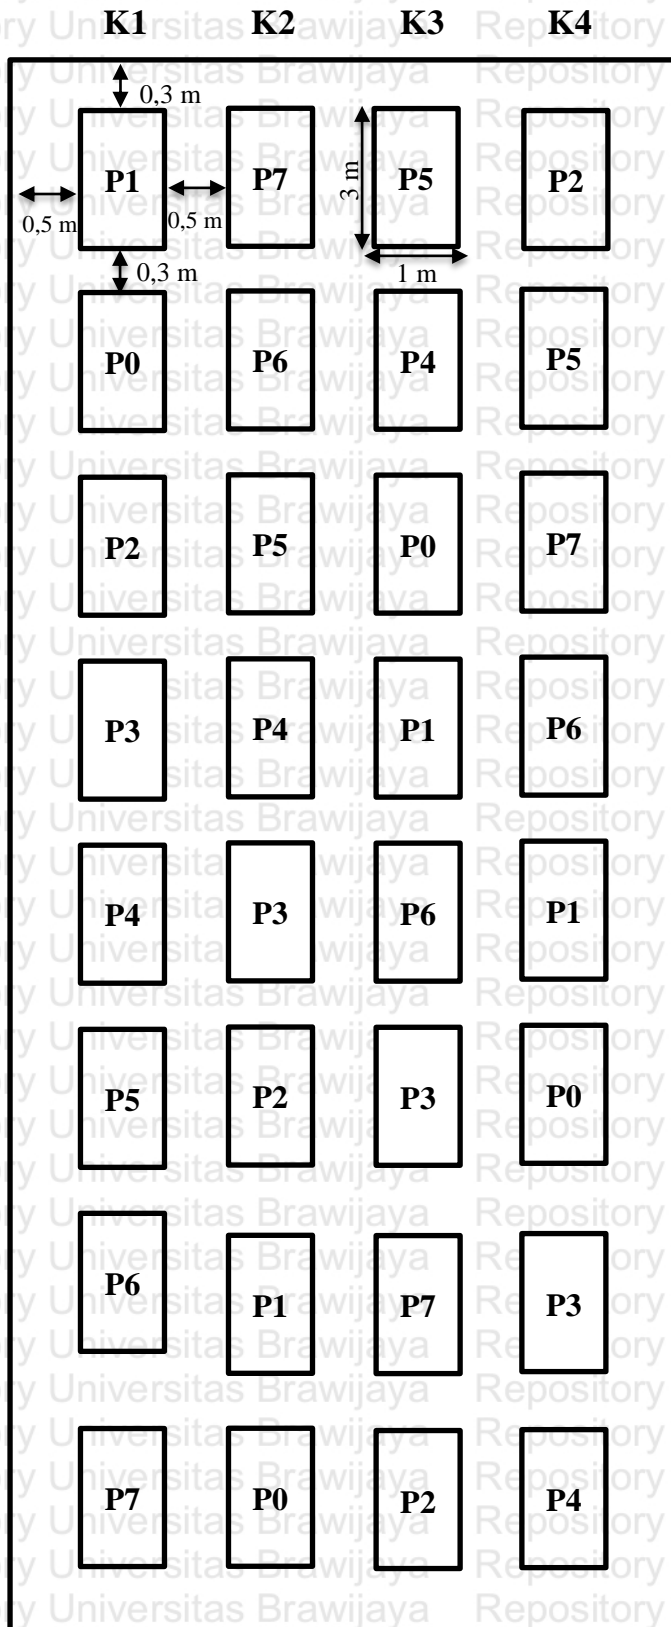 K1 K2 K3 K4
0,3 m
P1 P7 P5 P2
3 m
0,5 m 0,5 m
0,3 m 1 m
P0 P6 P4 P5
P2 P5 P0 P7
P3 P4 P1 P6
P4 P3 P6 P1
P5 P2 P3 P0
P6 P1 P7 P3
P7 P0 P2 P4
Repository Universitas Brawijaya